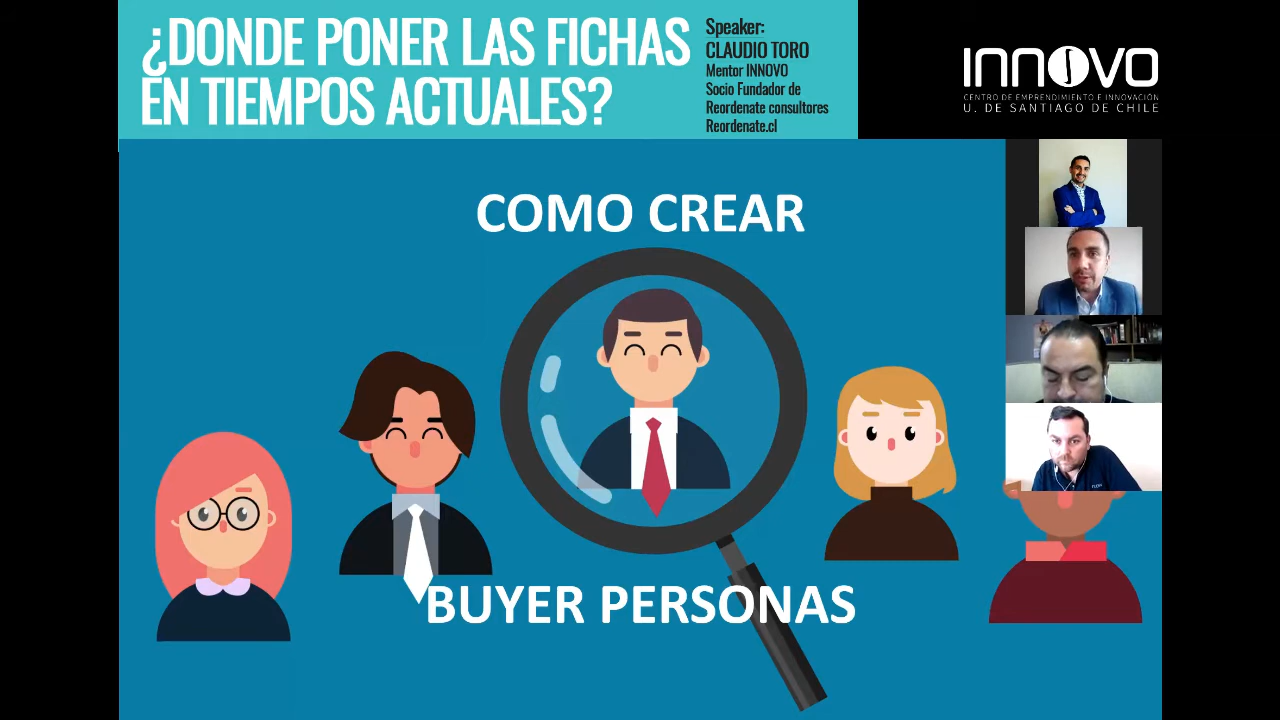 ¿DONDE PONER LAS FICHAS
EN TIEMPOS ACTUALES?
Speaker:
CLAUDIO TORO
Mentor INNOVO
Socio Fundador de
Reordenate consultores
Reordenate.cl
INNOVO
CENTRO DE EMPRENDIMIENTO E INNOVACIÓN
U. DE SANTIAGO DE CHILE
COMO CREAR
BUYER PERSONAS